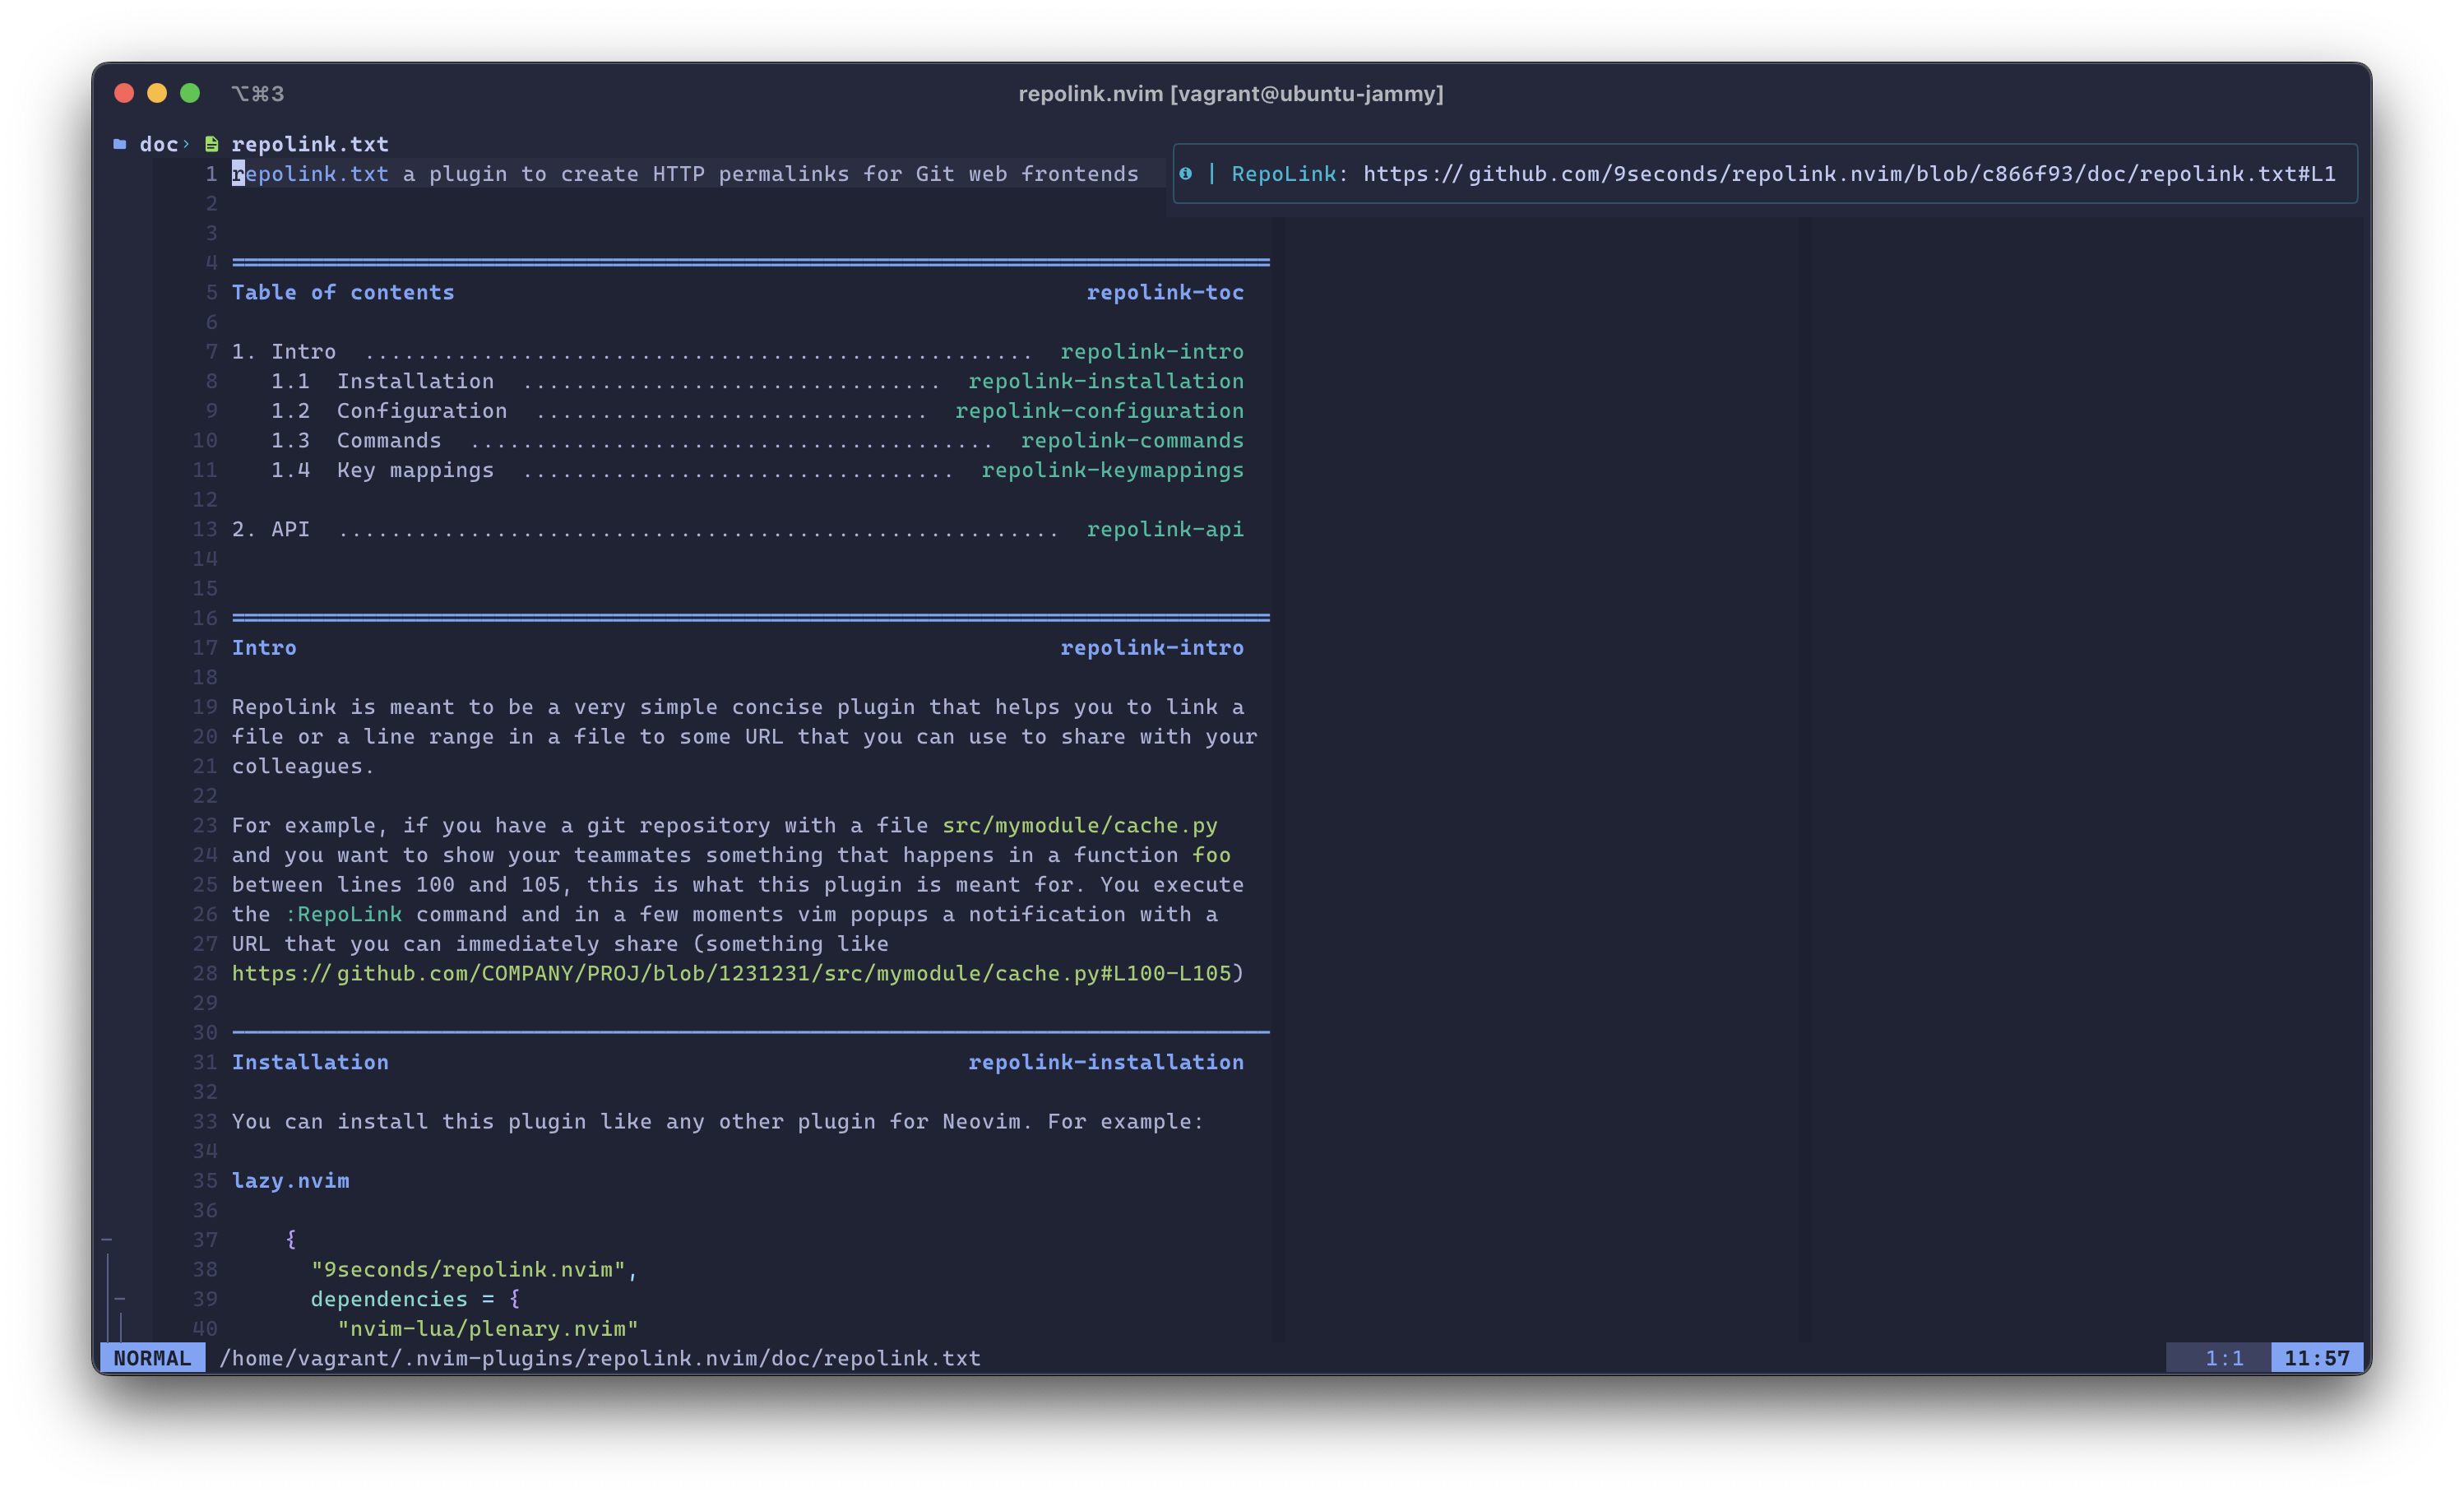 ⌥⌘3 repolink.nvim [vagrant@ubuntu-jammy]
doc › repolink.txt
RepoLink: https://github.com/9seconds/repolink.nvim/blob/c866f93/doc/repolink.txt#L1
1 repolink.txt a plugin to create HTTP permalinks for Git web frontends
2
3
4 ===============================================================================
5 Table of contents repolink-toc
6
7 1. Intro ................................................... repolink-intro
8 1.1 Installation ................................ repolink-installation
9 1.2 Configuration .............................. repolink-configuration
10 1.3 Commands ........................................ repolink-commands
11 1.4 Key mappings ................................. repolink-keymappings
12
13 2. API ....................................................... repolink-api
14
15
16 ===============================================================================
17 Intro repolink-intro
18
19 Repolink is meant to be a very simple concise plugin that helps you to link a
20 file or a line range in a file to some URL that you can use to share with your
21 colleagues.
22
23 For example, if you have a git repository with a file src/mymodule/cache.py
24 and you want to show your teammates something that happens in a function foo
25 between lines 100 and 105, this is what this plugin is meant for. You execute
26 the :RepoLink command and in a few moments vim popups a notification with a
27 URL that you can immediately share (something like
28 https://github.com/COMPANY/PROJ/blob/1231231/src/mymodule/cache.py#L100-L105)
29
30 -------------------------------------------------------------------------------
31 Installation repolink-installation
32
33 You can install this plugin like any other plugin for Neovim. For example:
34
35 lazy.nvim
36
37 {
38 "9seconds/repolink.nvim",
39 dependencies = {
40 "nvim-lua/plenary.nvim"
NORMAL /home/vagrant/.nvim-plugins/repolink.nvim/doc/repolink.txt 1:1 11:57